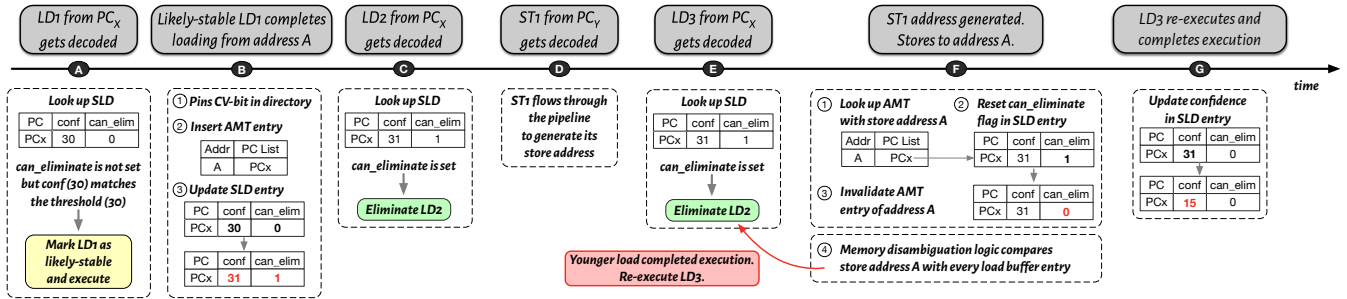 LD1 from PCX
gets decoded
Likely-stable LD1 completes
loading from address A
LD2 from PCX
gets decoded
ST1 from PCY
gets decoded
LD3 from PCX
gets decoded
ST1 address generated.
Stores to address A.
LD3 re-executes and
completes execution
A
B
C
D
E
F
G
time
Look up SLD
PC conf can_elim
PCx 30 0
can_eliminate is not set
but conf (30) matches
the threshold (30)
Mark LD1 as
likely-stable
and execute
1 Pins CV-bit in directory
2 Insert AMT entry
Addr PC List
A PCx
3 Update SLD entry
PC conf can_elim
PCx 30 0
PC conf can_elim
PCx 31 1
Look up SLD
PC conf can_elim
PCx 31 1
can_eliminate is set
Eliminate LD2
ST1 flows through
the pipeline
to generate its
store address
Look up SLD
PC conf can_elim
PCx 31 1
can_eliminate is set
Eliminate LD2
Younger load completed execution.
Re-execute LD3.
1 Look up AMT
with store address A
Addr PC List
A PCx
2 Reset can_eliminate
flag in SLD entry
PC conf can_elim
PCx 31 1
PC conf can_elim
PCx 31 0
3 Invalidate AMT
entry of address A
4 Memory disambiguation logic compares
store address A with every load buffer entry
Update confidence
in SLD entry
PC conf can_elim
PCx 31 0
PC conf can_elim
PCx 15 0